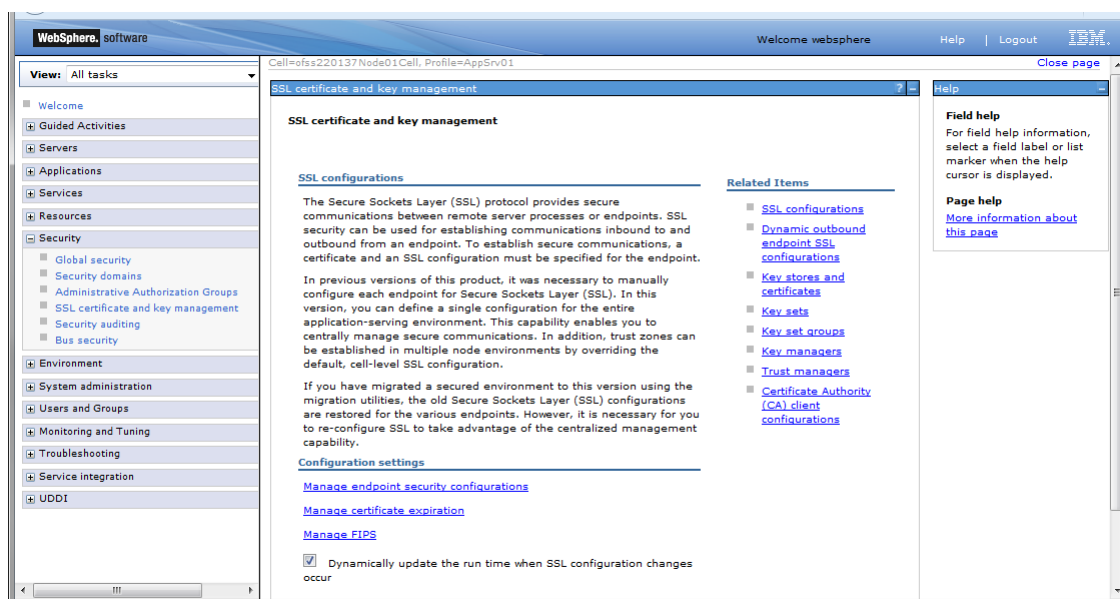 WebSphere. software
Welcome websphere
Help | Logout
IBM.
View: All tasks
Welcome
Guided Activities
Servers
Applications
Services
Resources
Security
Global security
Security domains
Administrative Authorization Groups
SSL certificate and key management
Security auditing
Bus security
Environment
System administration
Users and Groups
Monitoring and Tuning
Troubleshooting
Service integration
UDDI
Cell=ofss220137Node01Cell, Profile=AppSrv01
Close page
SSL certificate and key management
? -
SSL certificate and key management
SSL configurations
The Secure Sockets Layer (SSL) protocol provides secure
communications between remote server processes or endpoints. SSL
security can be used for establishing communications inbound to and
outbound from an endpoint. To establish secure communications, a
certificate and an SSL configuration must be specified for the endpoint.
In previous versions of this product, it was necessary to manually
configure each endpoint for Secure Sockets Layer (SSL). In this
version, you can define a single configuration for the entire
application-serving environment. This capability enables you to
centrally manage secure communications. In addition, trust zones can
be established in multiple node environments by overriding the
default, cell-level SSL configuration.
If you have migrated a secured environment to this version using the
migration utilities, the old Secure Sockets Layer (SSL) configurations
are restored for the various endpoints. However, it is necessary for you
to re-configure SSL to take advantage of the centralized management
capability.
Configuration settings
Manage endpoint security configurations
Manage certificate expiration
Manage FIPS
Dynamically update the run time when SSL configuration changes
occur
Related Items
SSL configurations
Dynamic outbound
endpoint SSL
configurations
Key stores and
certificates
Key sets
Key set groups
Key managers
Trust managers
Certificate Authority
(CA) client
configurations
Help
Field help
For field help information,
select a field label or list
marker when the help
cursor is displayed.
Page help
More information about
this page